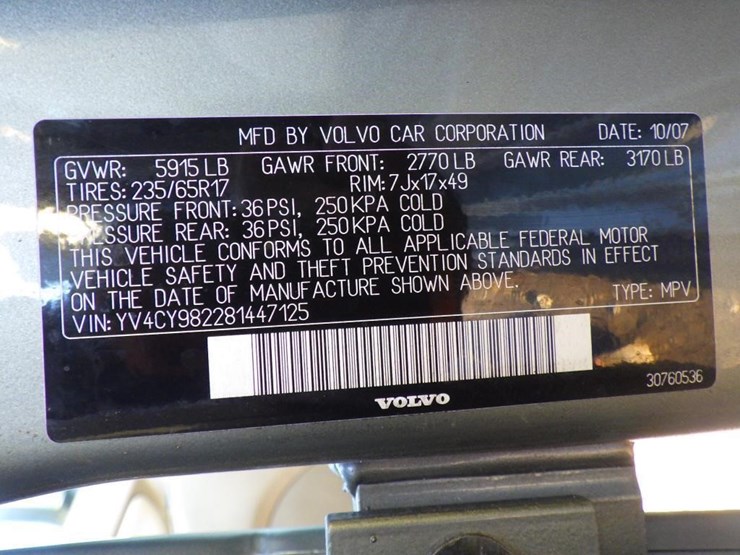 MFD BY VOLVO CAR CORPORATION DATE: 10/07
GVWR: 5915 LB GAWR FRONT: 2770 LB GAWR REAR: 3170 LB
TIRES: 235/65R17 RIM: 7Jx17x49
PRESSURE FRONT: 36 PSI, 250 KPA COLD
PRESSURE REAR: 36 PSI, 250 KPA COLD
THIS VEHICLE CONFORMS TO ALL APPLICABLE FEDERAL MOTOR
VEHICLE SAFETY AND THEFT PREVENTION STANDARDS IN EFFECT
ON THE DATE OF MANUFACTURE SHOWN ABOVE.
VIN: YV4CY982281447125 TYPE: MPV
30760536
VOLVO